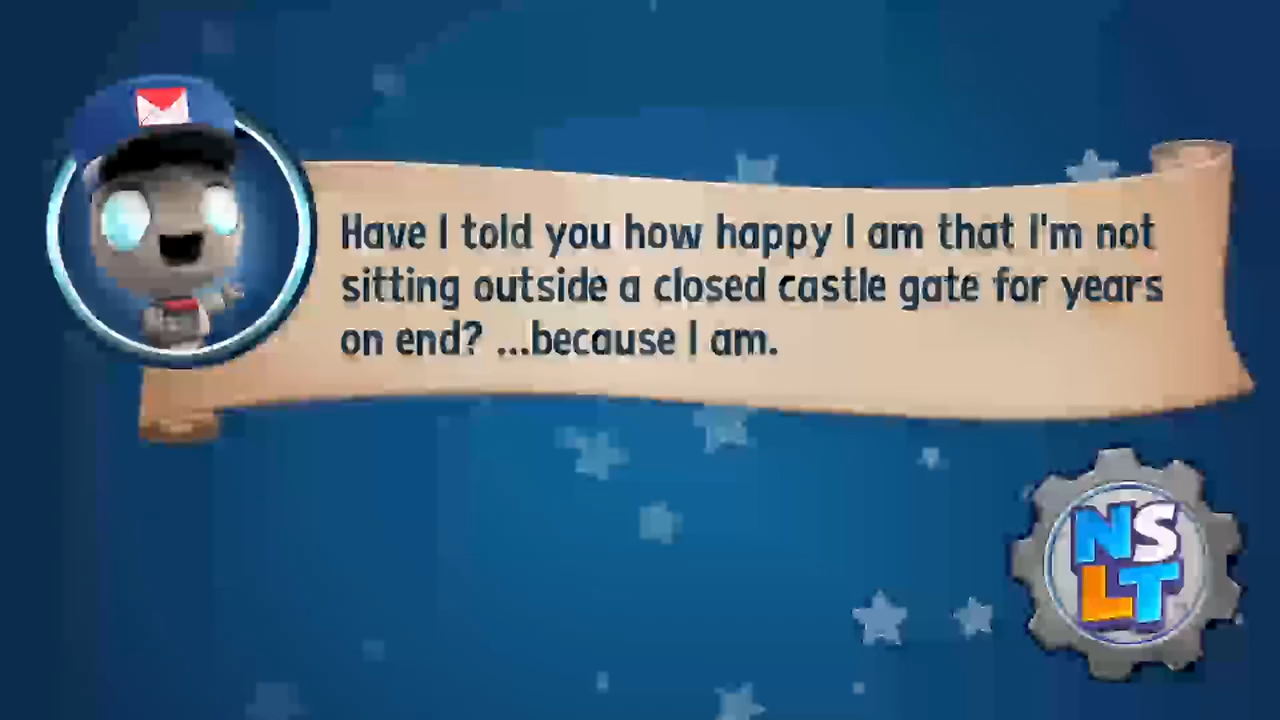 Have I told you how happy I am that I'm not
sitting outside a closed castle gate for years
on end? ...because I am.
NS
LT